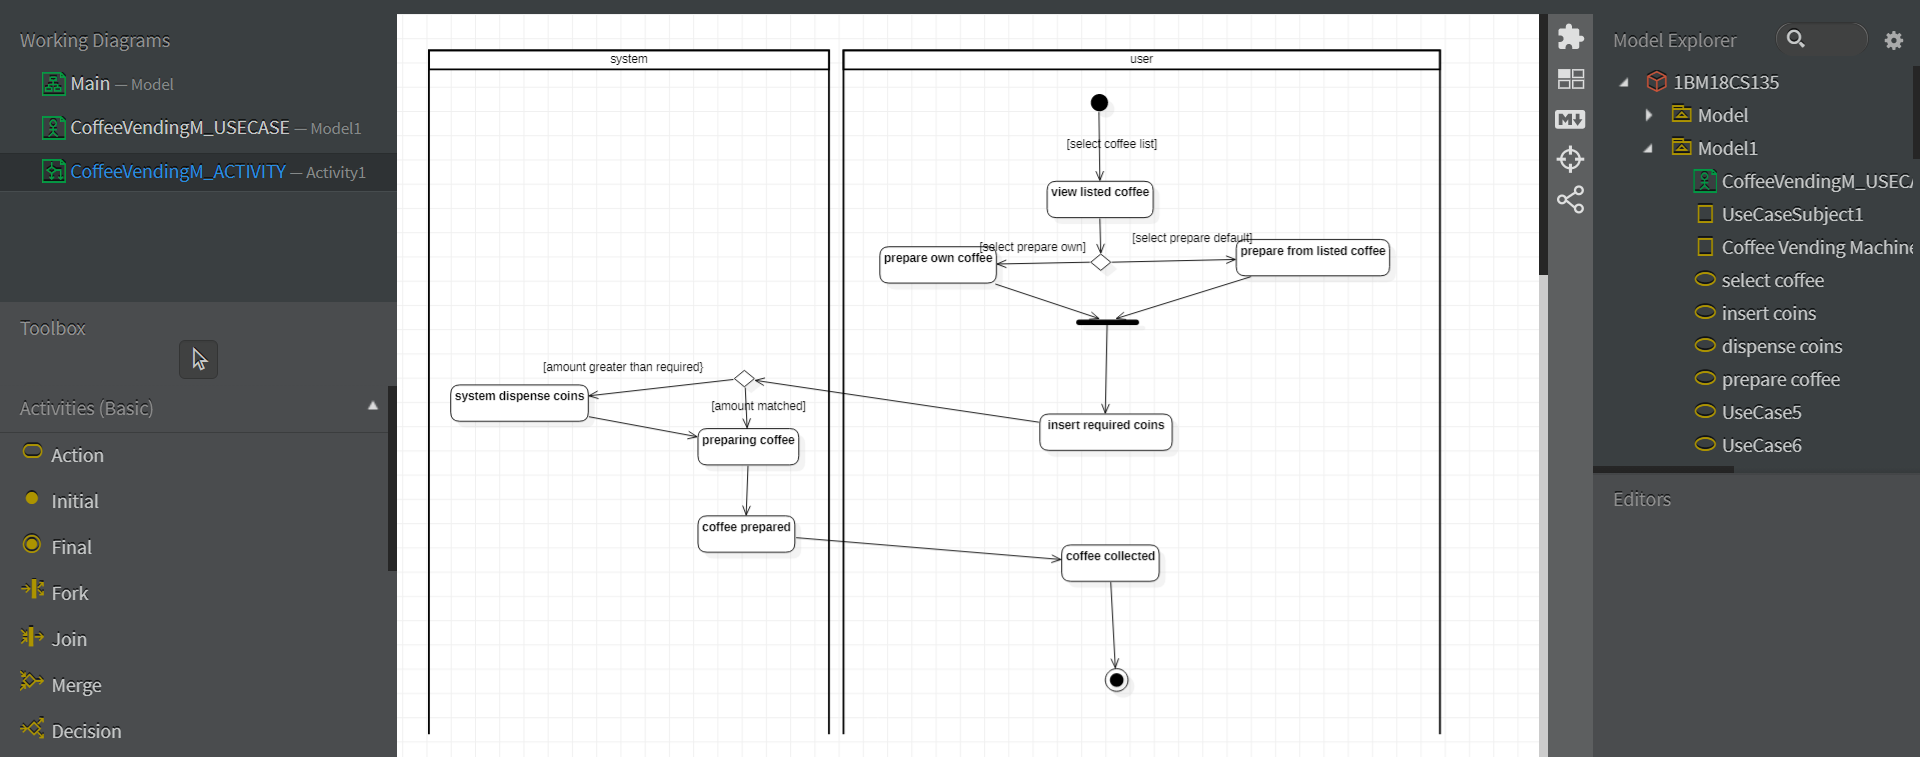 Working Diagrams
Main — Model
CoffeeVendingM_USECASE — Model1
CoffeeVendingM_ACTIVITY — Activity1
Toolbox
Activities (Basic)
Action
Initial
Final
Fork
Join
Merge
Decision
system
user
[select coffee list]
view listed coffee
[select prepare own]
[select prepare default]
prepare own coffee
prepare from listed coffee
[amount greater than required}
system dispense coins
[amount matched]
preparing coffee
insert required coins
coffee prepared
coffee collected
M
Model Explorer
1BM18CS135
Model
Model1
CoffeeVendingM_USECA
UseCaseSubject1
Coffee Vending Machine
select coffee
insert coins
dispense coins
prepare coffee
UseCase5
UseCase6
Editors